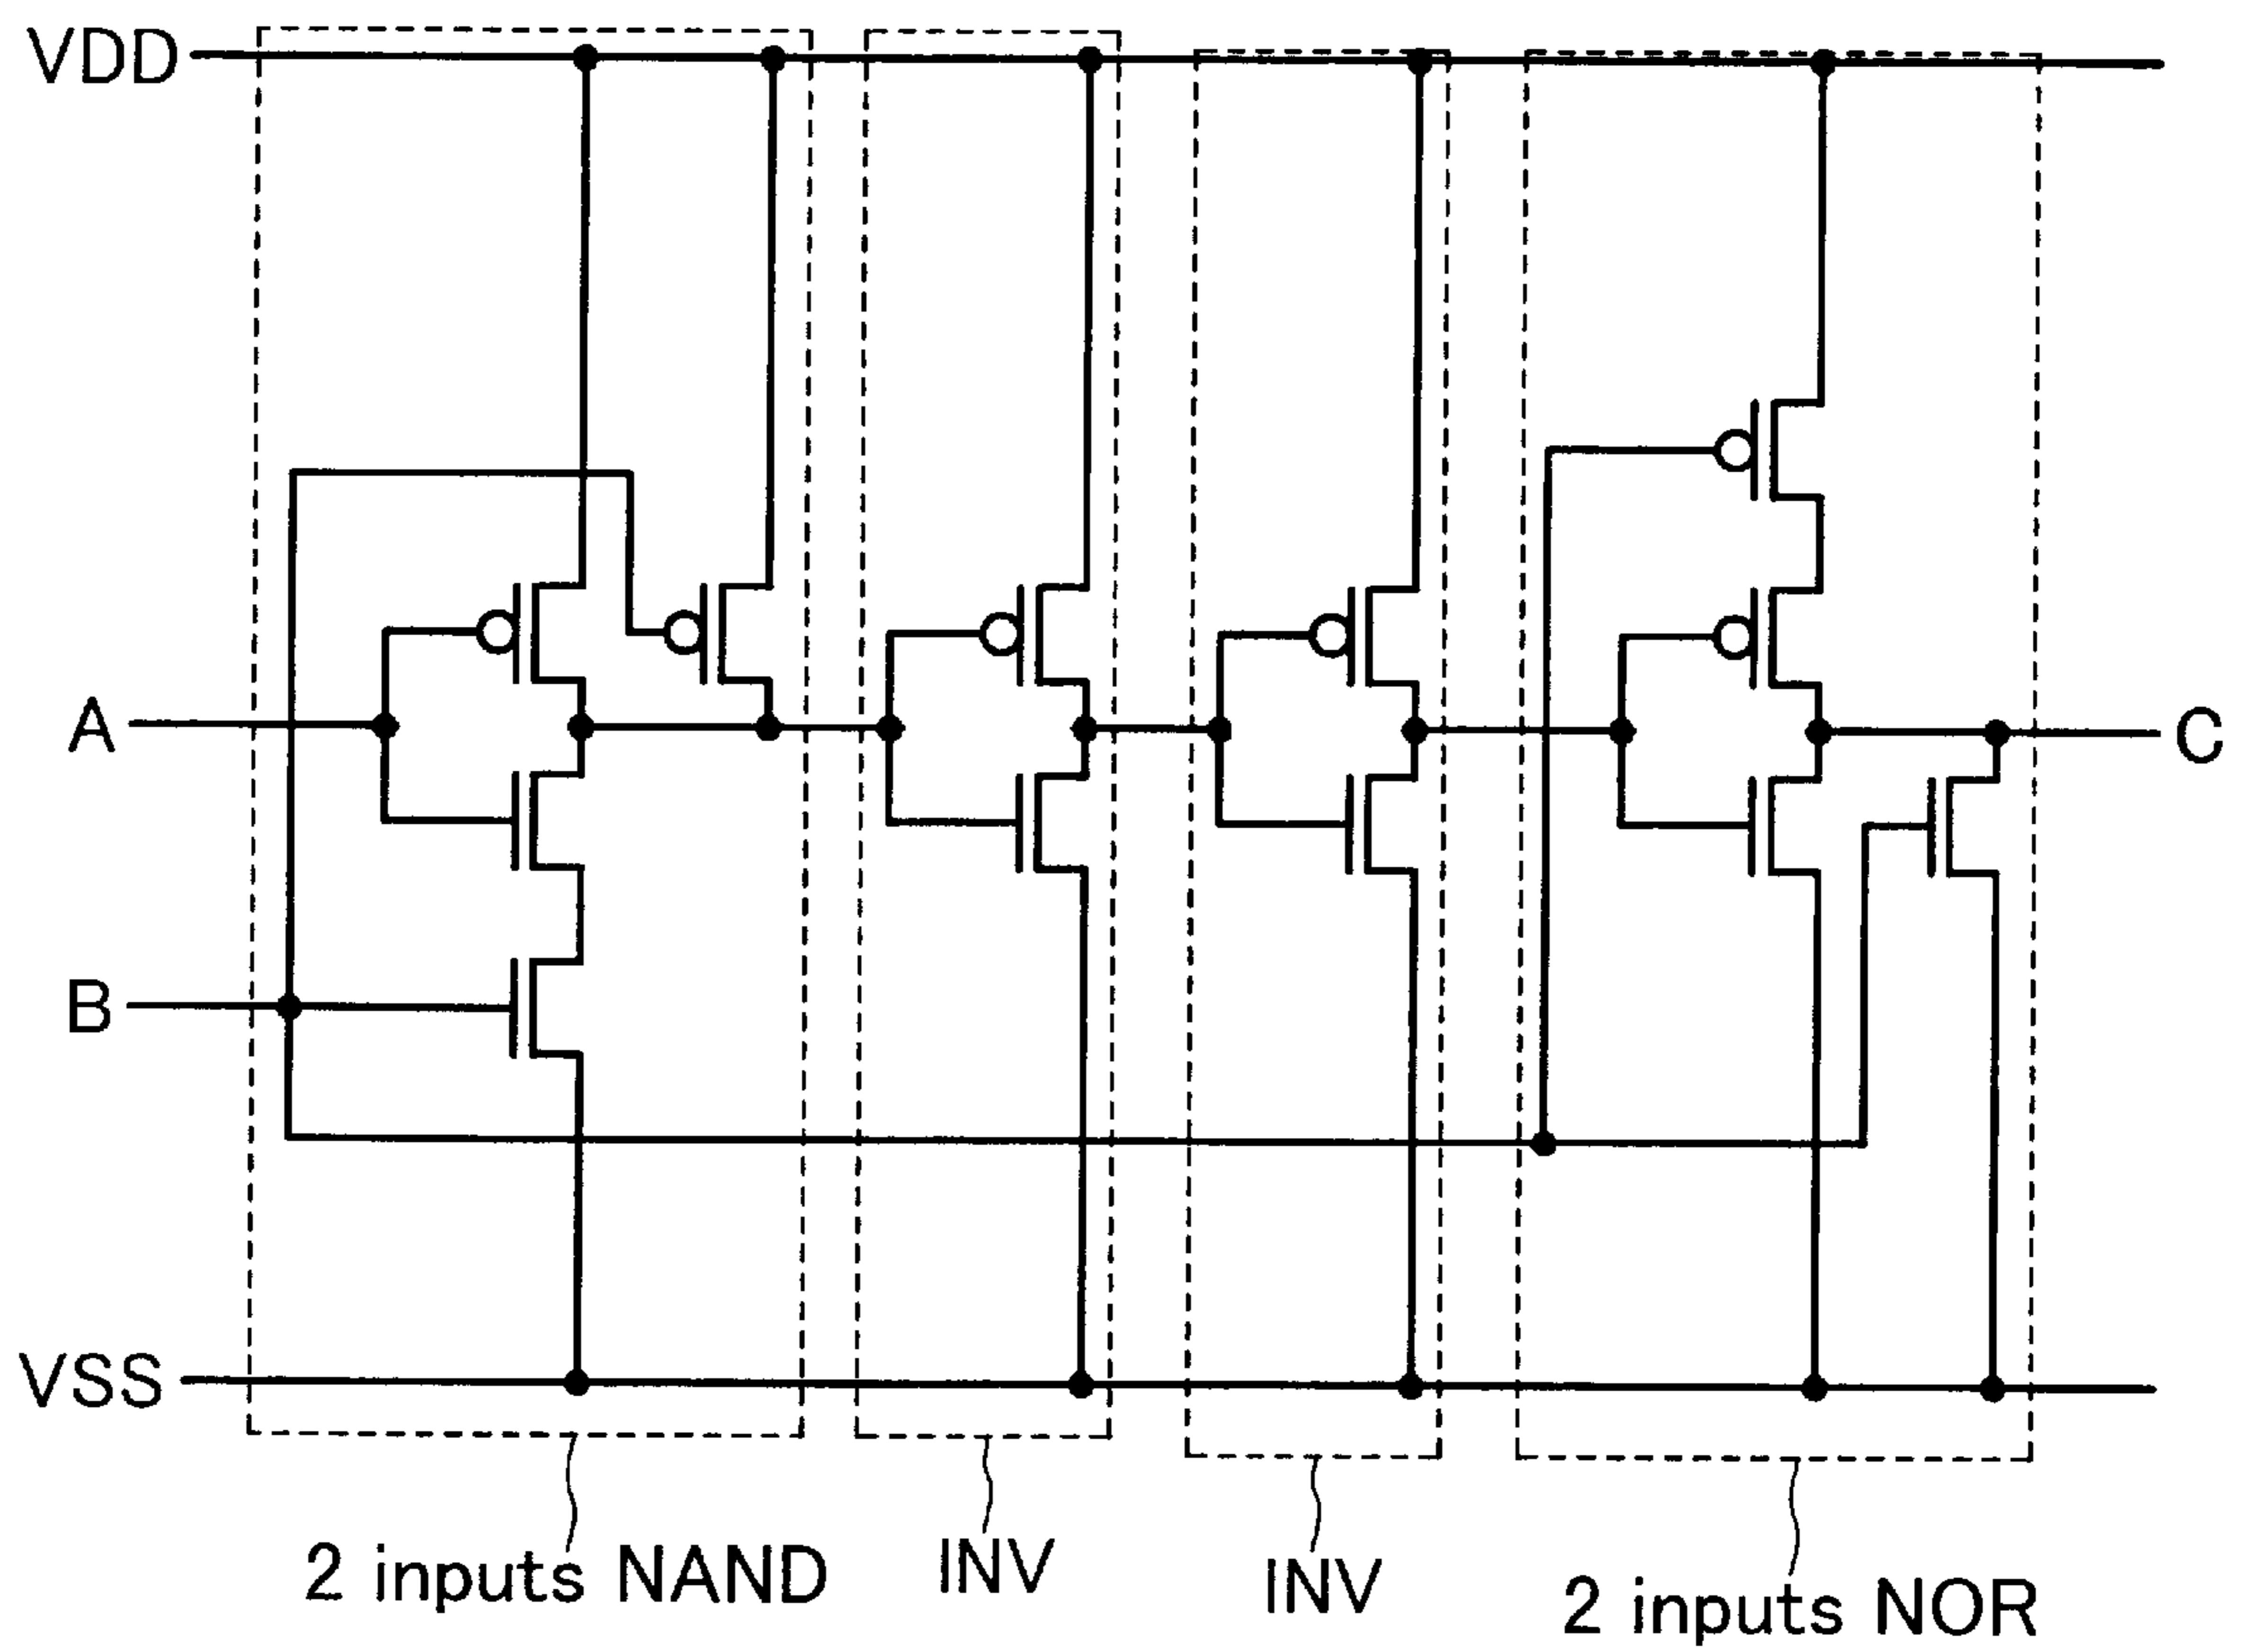 VDD
A
C
B
VSS
2 inputs NAND
INV
INV
2 inputs NOR